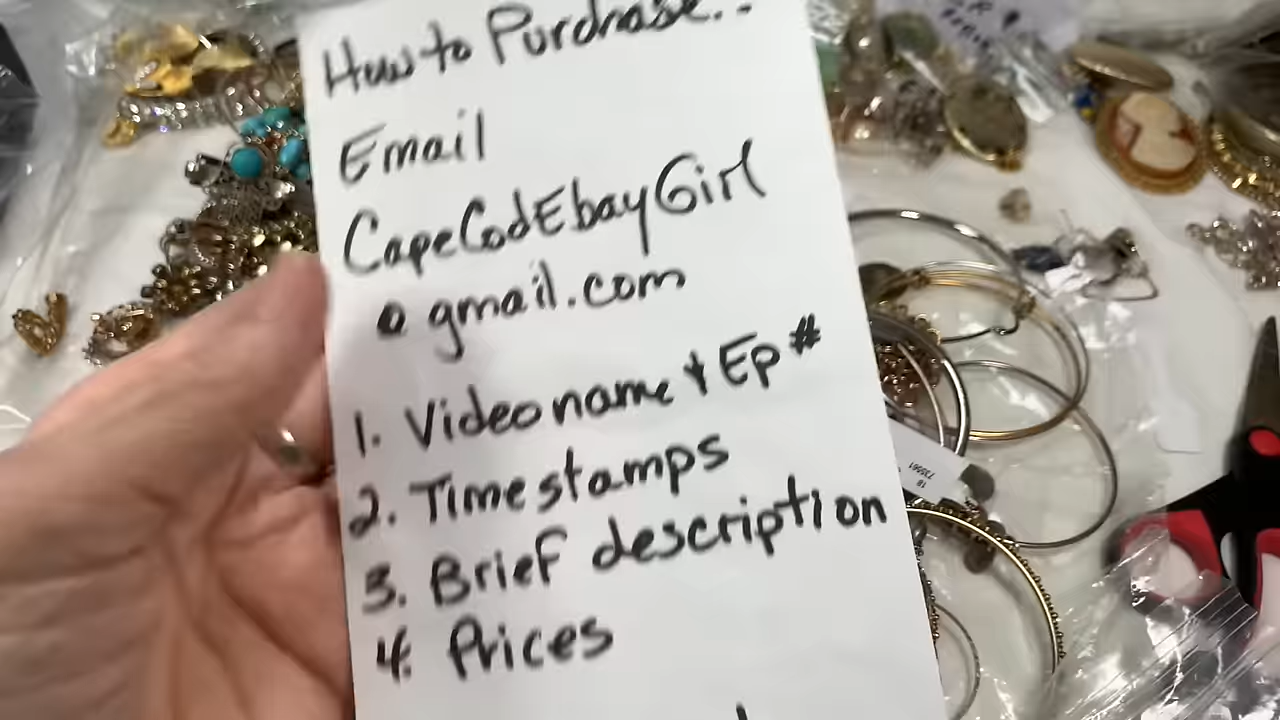 How to Purchase..
Email
CapeCodEbayGirl
@gmail.com
1. Video name & Ep #
2. Timestamps
3. Brief description
4. Prices